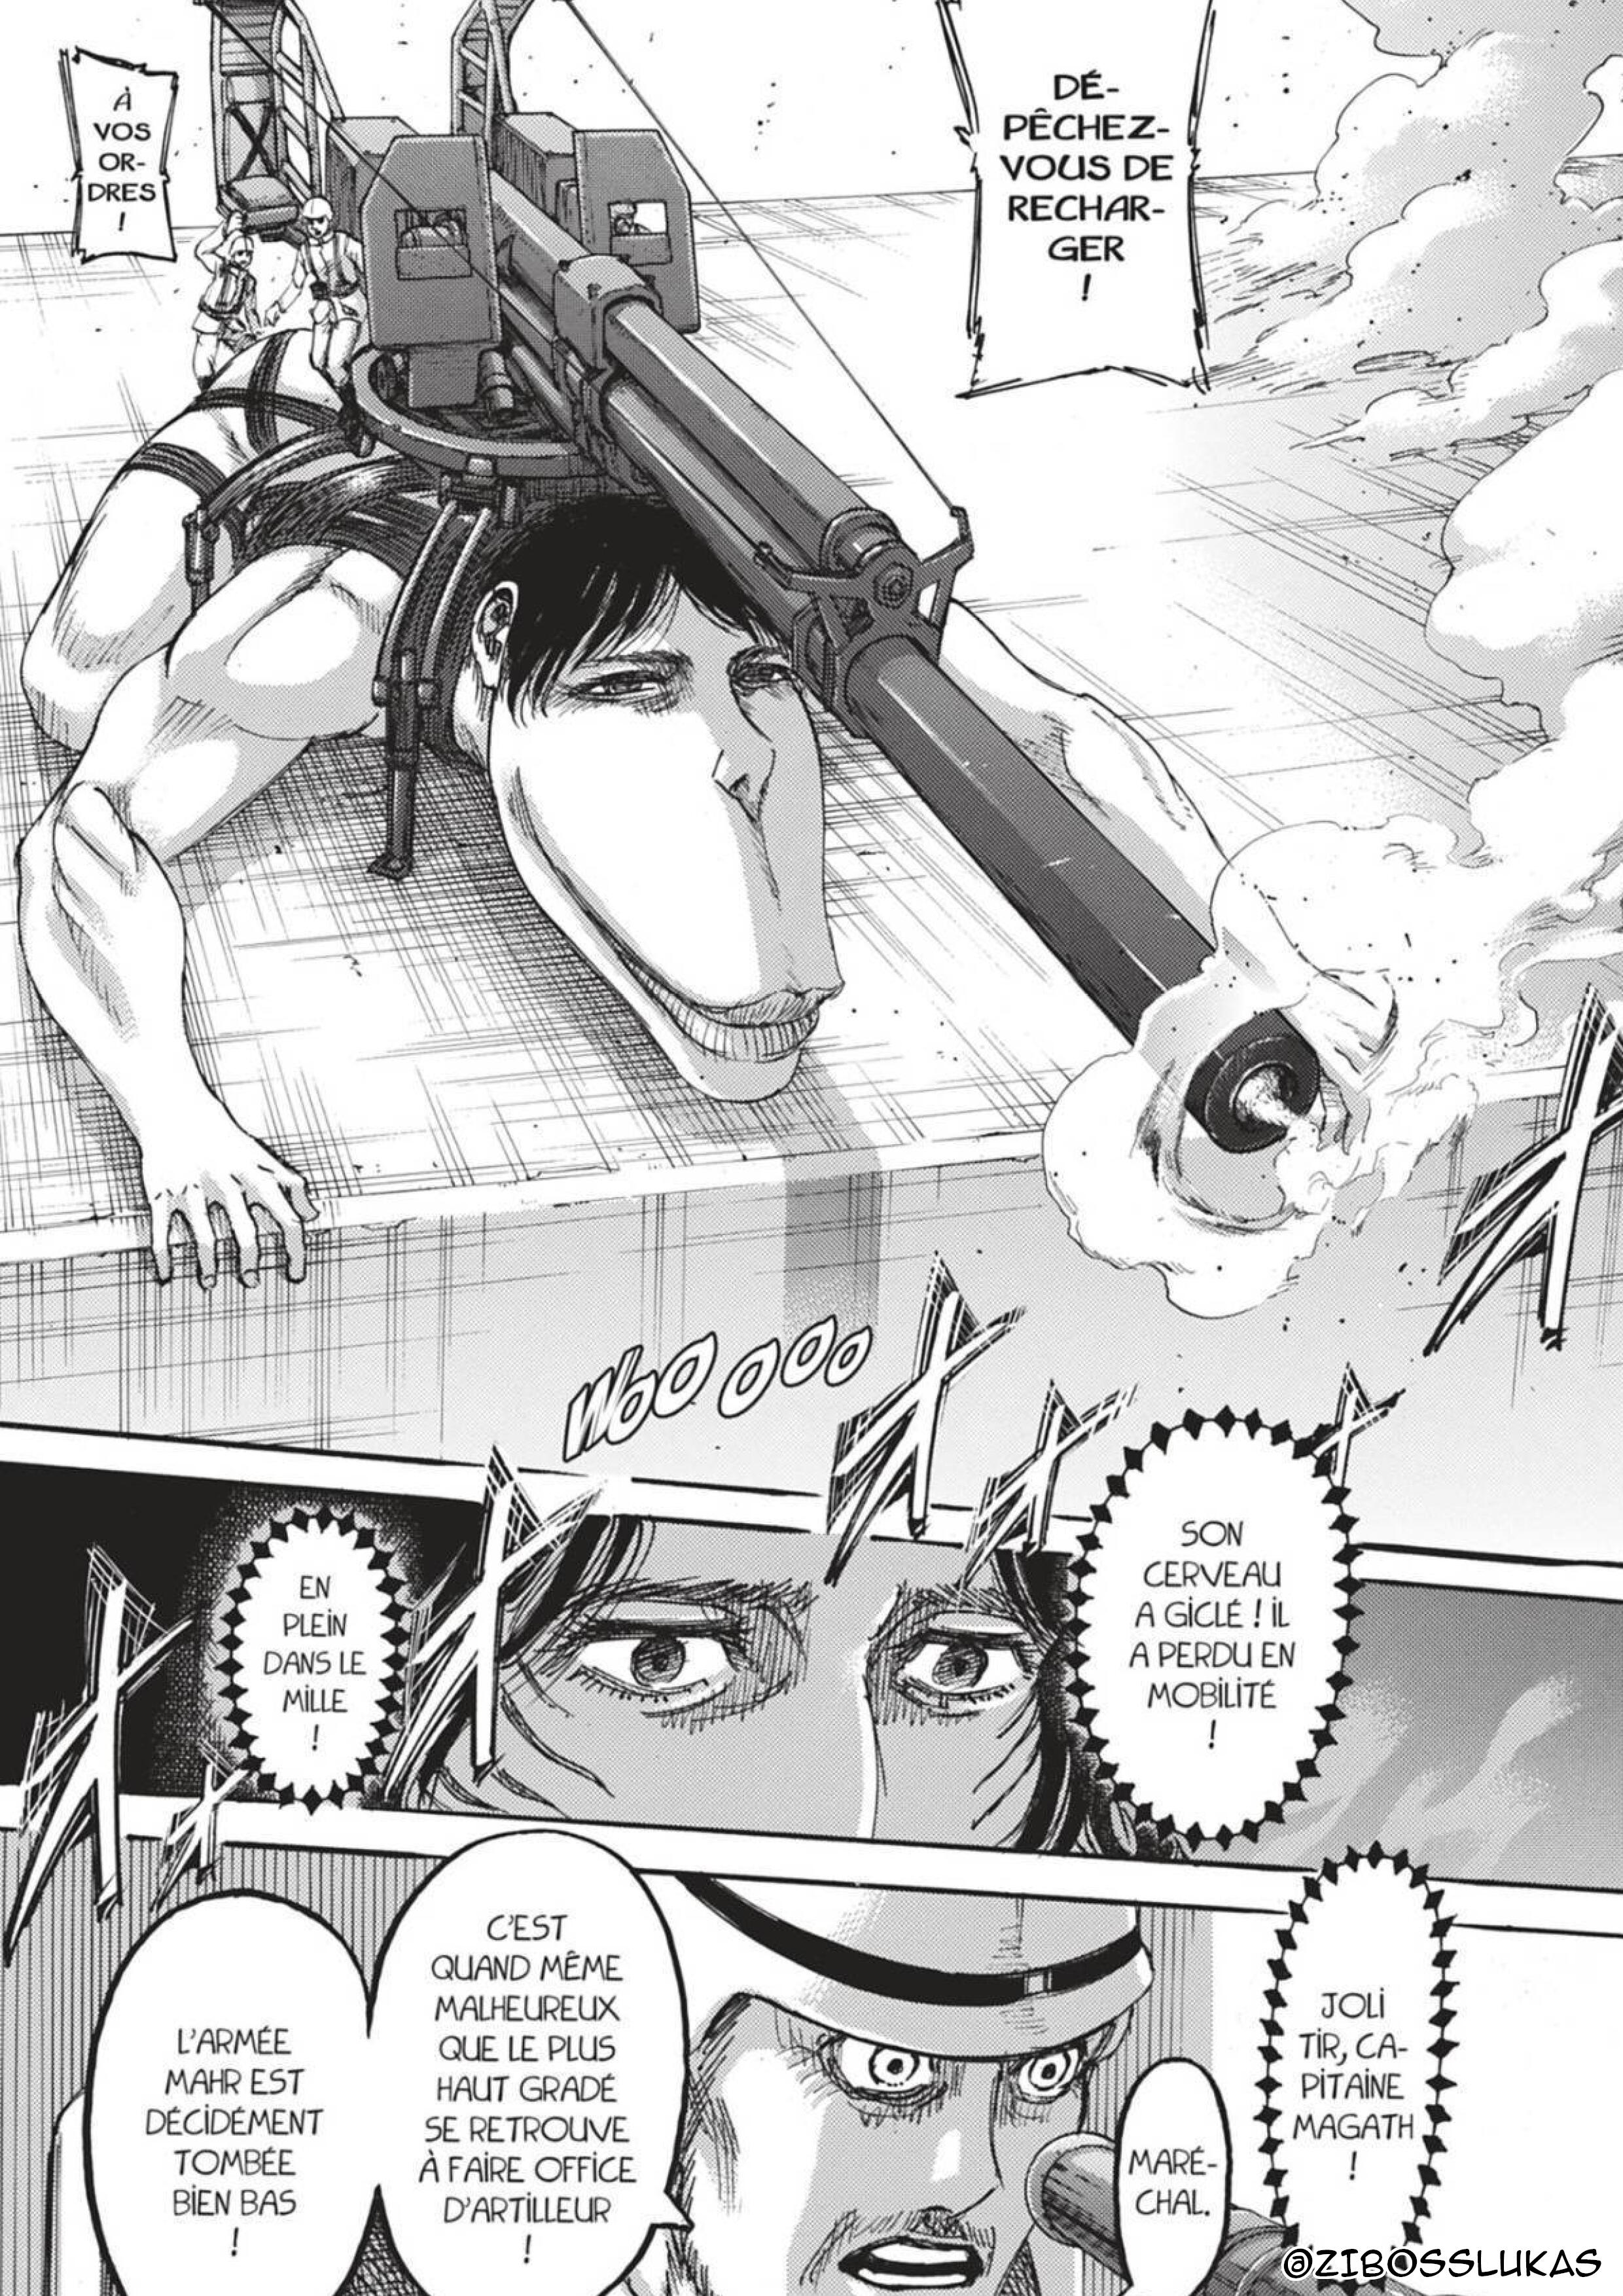 DÉ-
PÊCHEZ-
VOUS DE
RECHAR-
GER
!
À
VOS
OR-
DRES
!
WOO OOO
SON
CERVEAU
A GICLÉ ! IL
A PERDU EN
MOBILITÉ
!
EN
PLEIN
DANS LE
MILLE
!
JOLI
TIR, CA-
PITAINE
MAGATH
!
MARÉ-
CHAL.
C'EST
QUAND MÊME
MALHEUREUX
QUE LE PLUS
HAUT GRADÉ
SE RETROUVE
À FAIRE OFFICE
D'ARTILLEUR
!
L'ARMÉE
MAHR EST
DÉCIDÉMENT
TOMBÉE
BIEN BAS
!
@ZIBOSSLUKAS